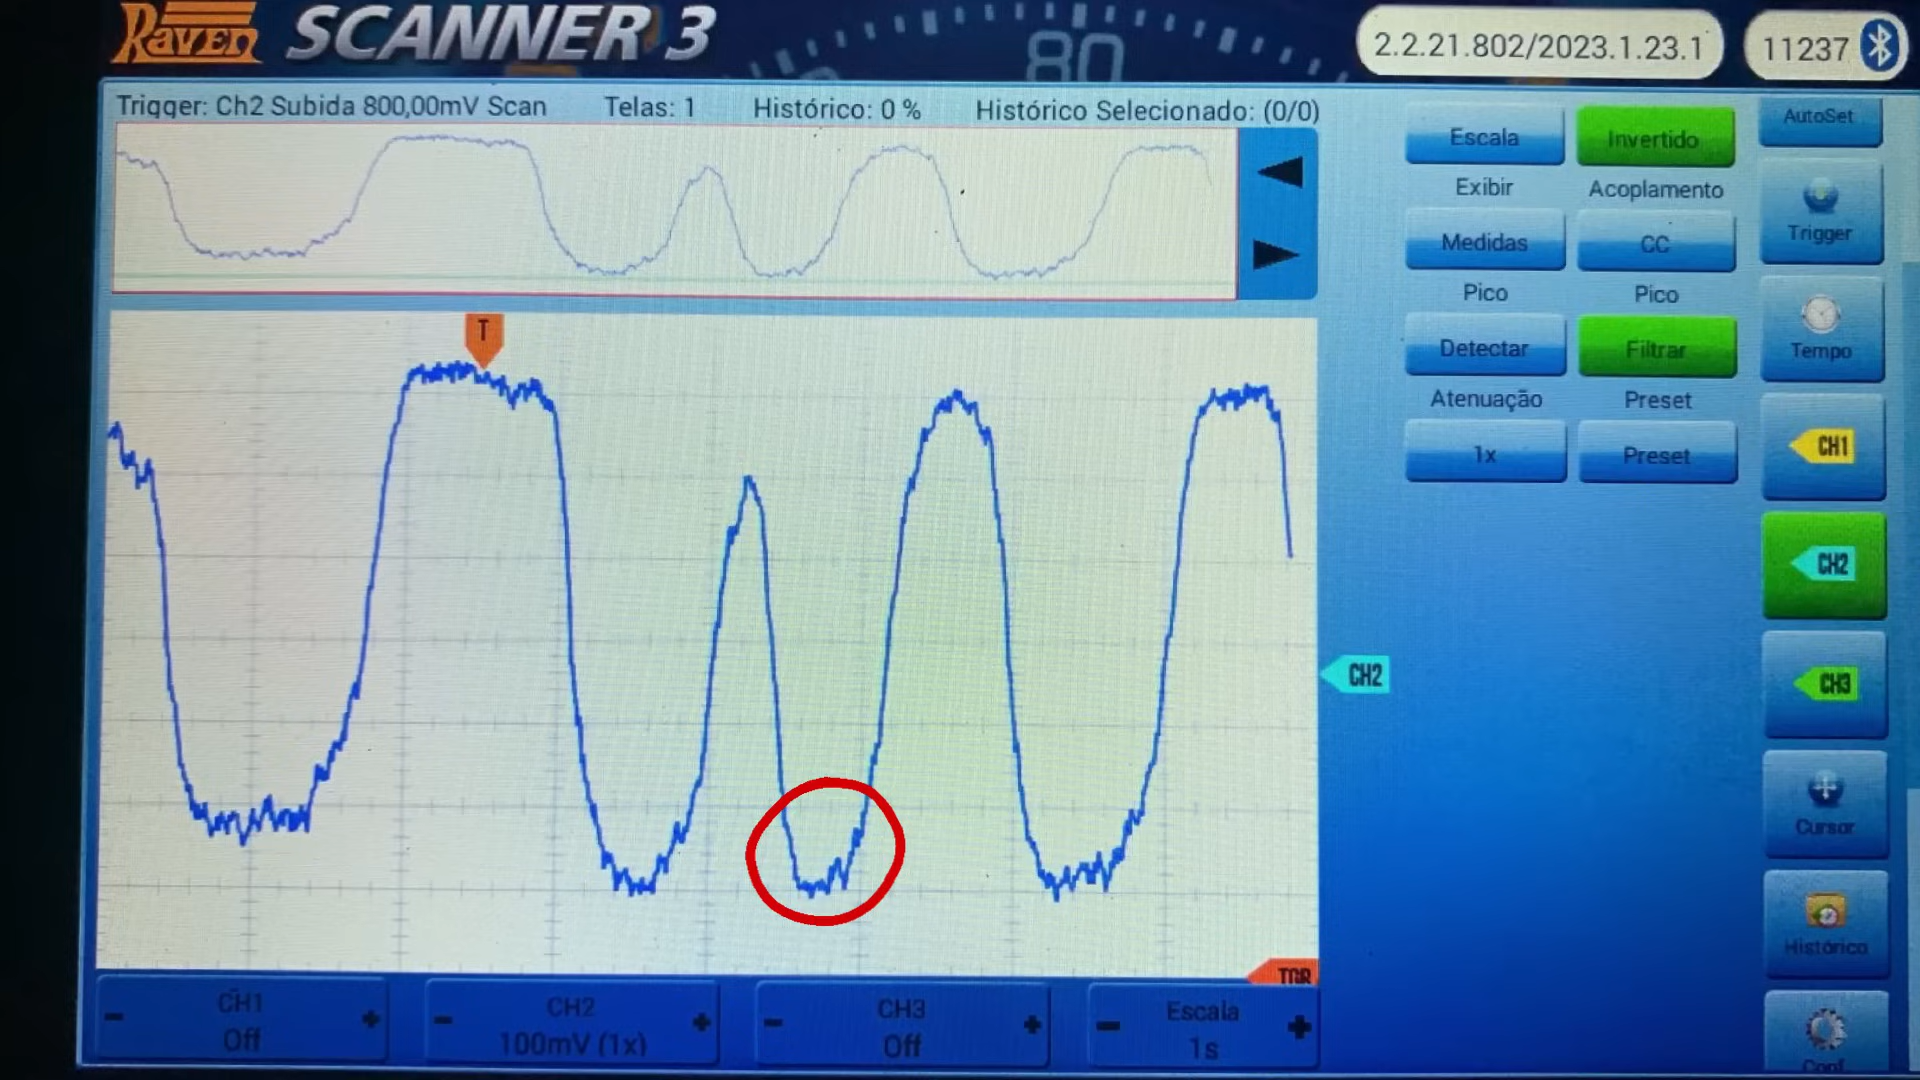 Raven SCANNER 3
80
2.2.21.802/2023.1.23.1
11237
Trigger: Ch2 Subida 800,00mV Scan Telas: 1 Histórico: 0 % Histórico Selecionado: (0/0)
T
CH2
TGR
Escala Invertido
Exibir Acoplamento
Medidas CC
Pico Pico
Detectar Filtrar
Atenuação Preset
1x Preset
AutoSet
Trigger
Tempo
CH1
CH2
CH3
Cursor
Histórico
Conf
CH1
- +
Off
CH2
- +
100mV (1x)
CH3
- +
Off
Escala
- +
1s